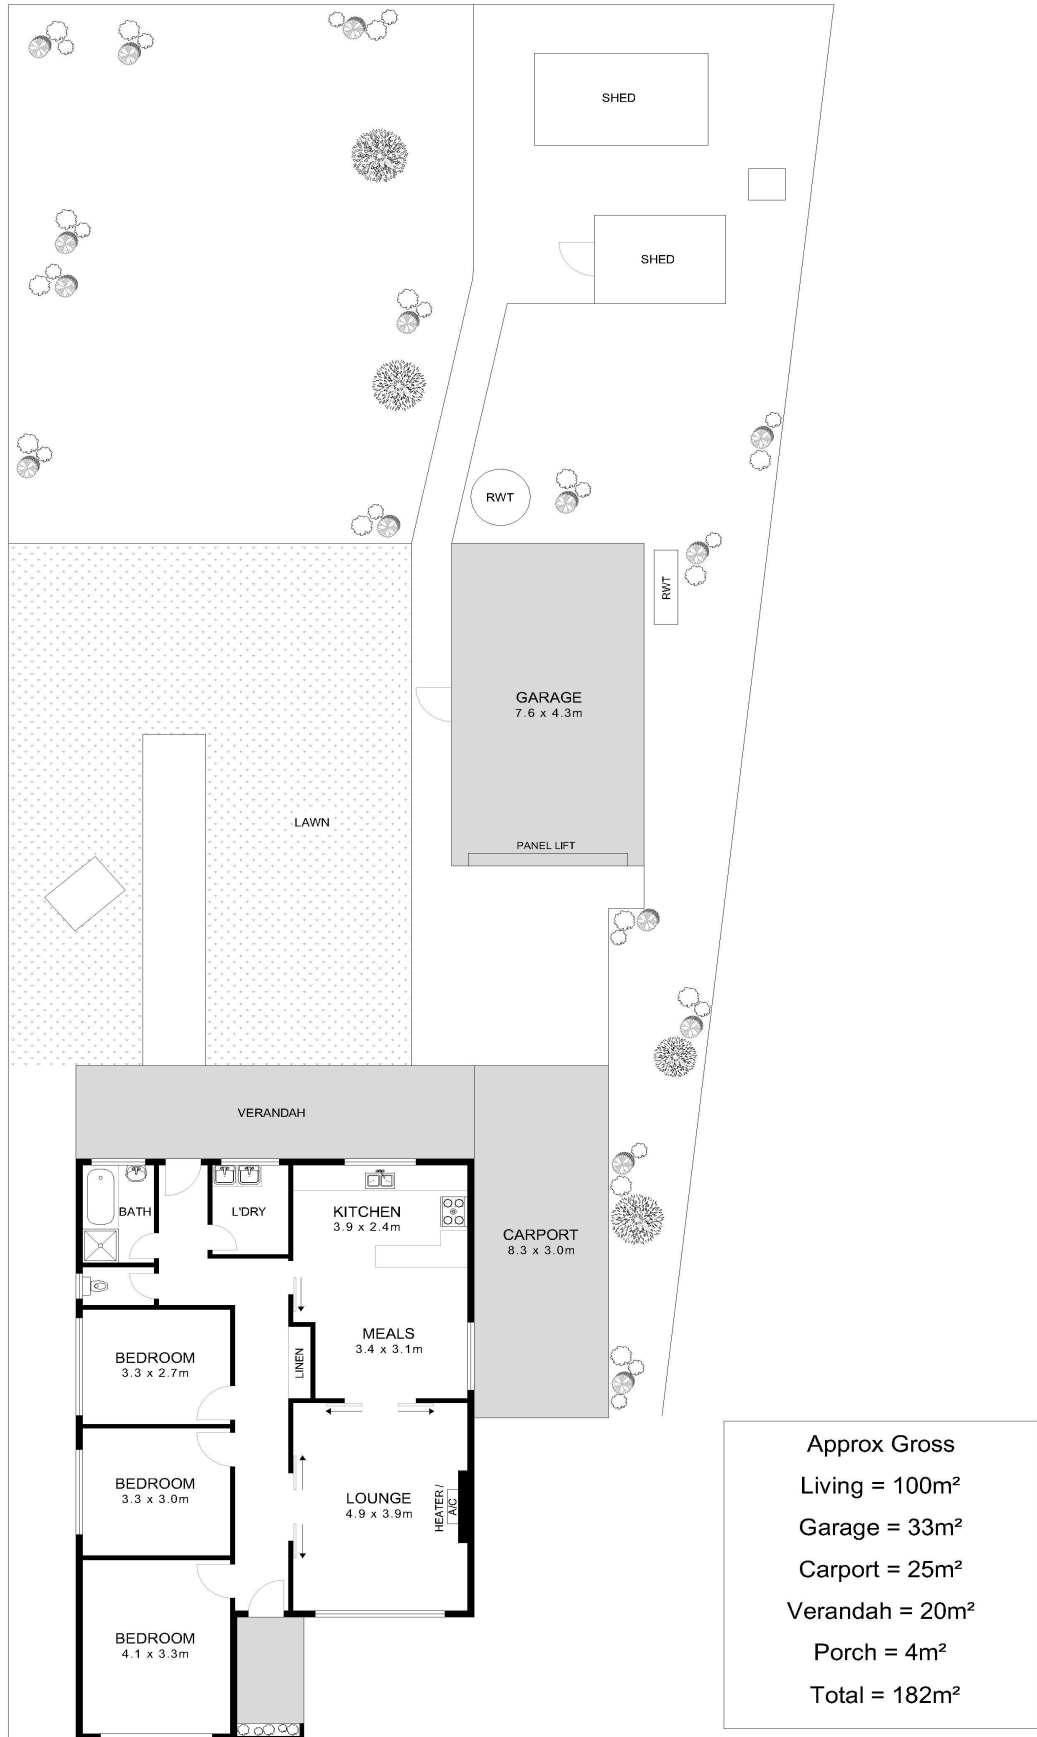 SHED
SHED
RWT
RWT
GARAGE
7.6 x 4.3m
PANEL LIFT
LAWN
VERANDAH
BATH
L'DRY
KITCHEN
3.9 x 2.4m
CARPORT
8.3 x 3.0m
MEALS
3.4 x 3.1m
LINEN
BEDROOM
3.3 x 2.7m
BEDROOM
3.3 x 3.0m
LOUNGE
4.9 x 3.9m
HEATER /
A/C
BEDROOM
4.1 x 3.3m
Approx Gross
Living = 100m²
Garage = 33m²
Carport = 25m²
Verandah = 20m²
Porch = 4m²
Total = 182m²